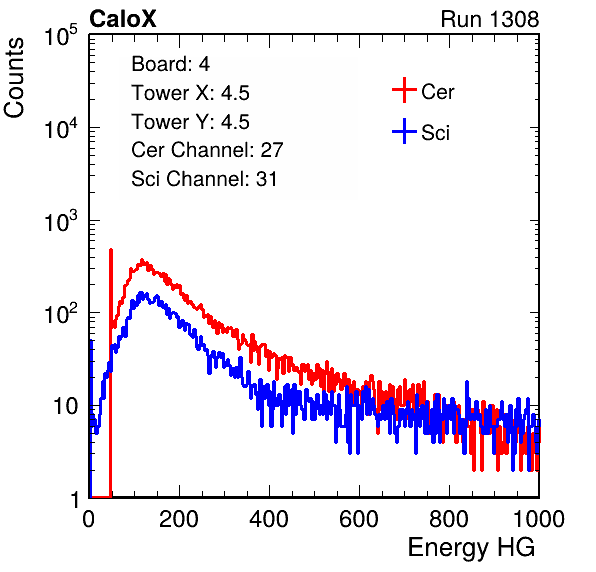 CaloX Run 1308
Counts
Board: 4
Tower X: 4.5
Tower Y: 4.5
Cer Channel: 27
Sci Channel: 31
Cer
Sci
10^5
10^4
10^3
10^2
10
1
0 200 400 600 800 1000
Energy HG